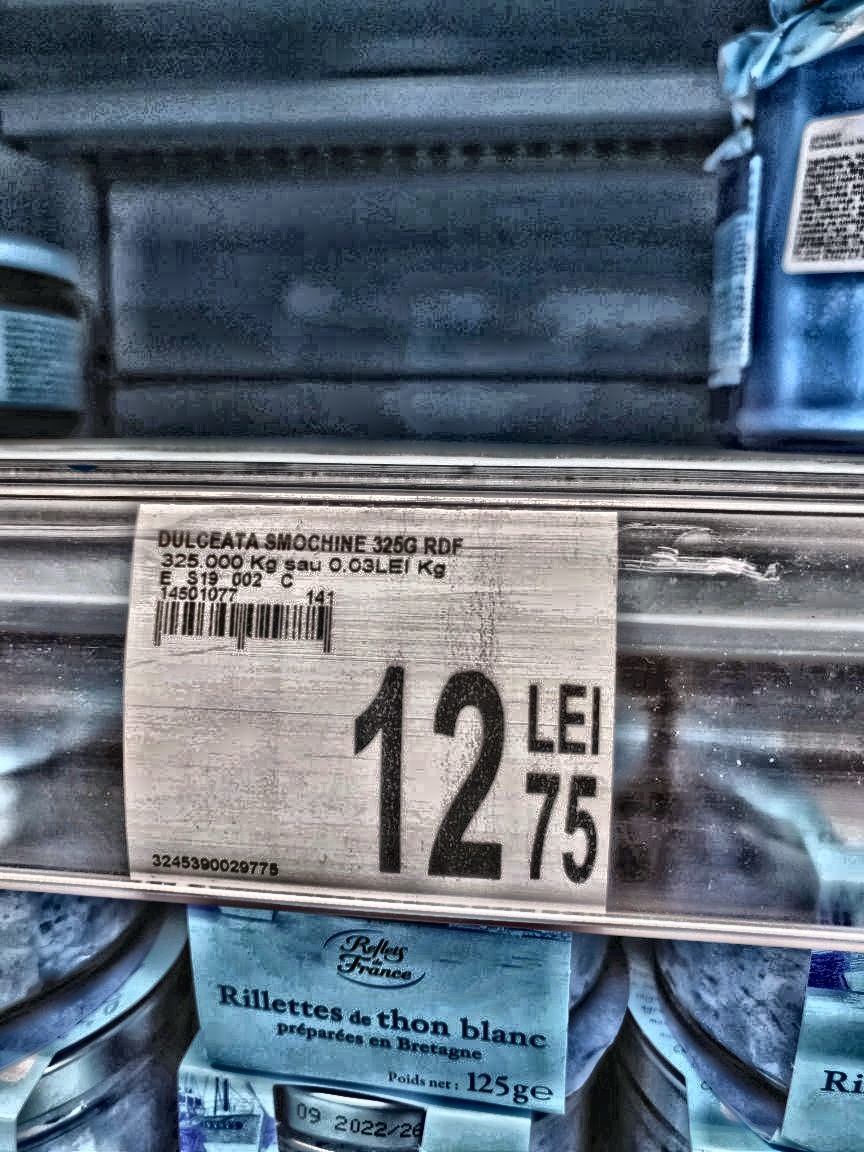 DULCEATA SMOCHINE 325G RDF
325.000 Kg sau 0.03LEI Kg
E S19 002 C
14501077 141
12 LEI 75
3245390029775
Reflets
de
France
Rillettes de thon blanc
préparées en Bretagne
Poids net : 125g e
09 2022/26
Ri